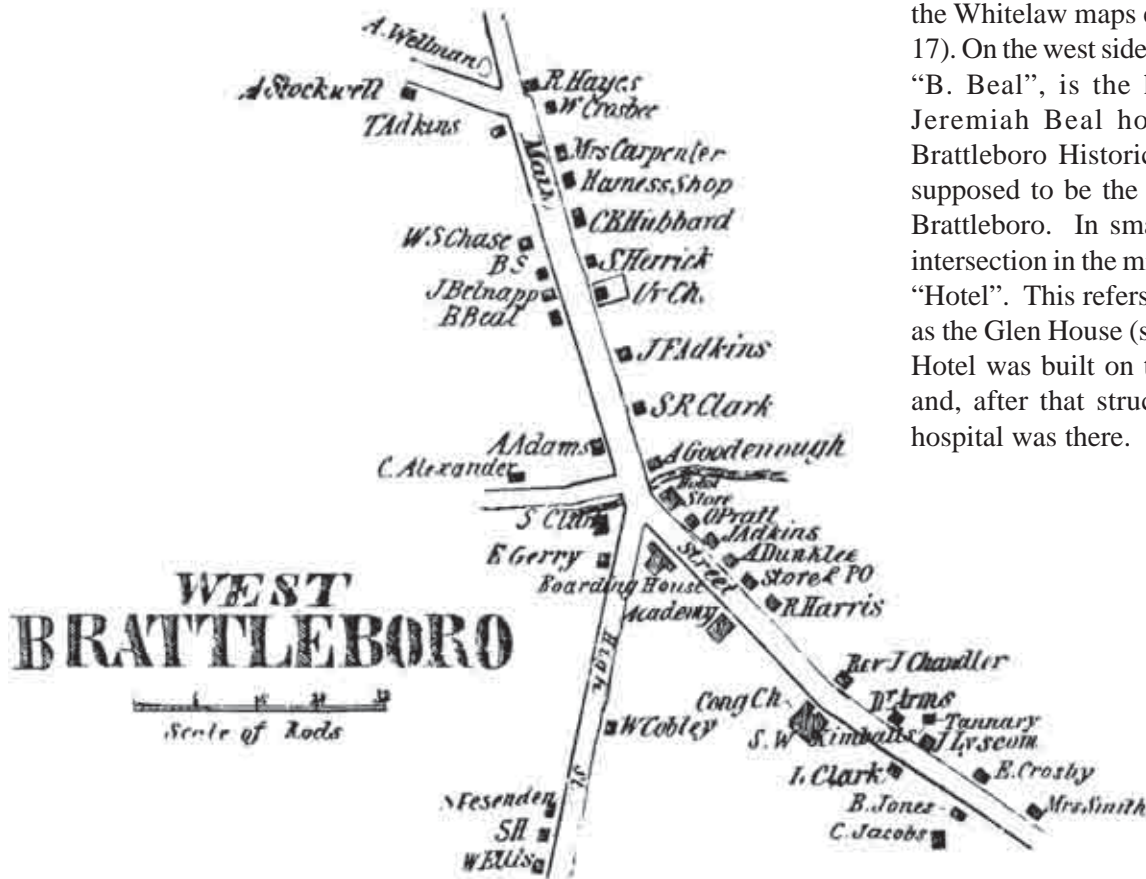 the Whitelaw maps
17). On the west side
"B. Beal", is the
Jeremiah Beal
Brattleboro Historic
supposed to be the
Brattleboro. In
intersection in the
"Hotel". This refers
as the Glen House
Hotel was built on
and, after that
hospital was there.
A. Wellman
A Stockwell
T Adkins
R Hayes
W Crosbee
Mrs Carpenter
Harness Shop
C B Hubbard
Main
W S Chase
B S
J Belnapp
B Beal
S Herrick
Ur Ch.
J F Adkins
S R Clark
A Adams
C. Alexander
A Goodenough
Hotel
Store
O Pratt
J Adkins
A Dunklee
Store & PO
R Harris
Street
S Clark
E Gerry
Boarding House
Academy
WEST
BRATTLEBORO
Scale of Rods
High
St
Rev J Chandler
Dr Arms
Tannary
J Lyscom
Cong Ch.
S. W Kimballs
L. Clark
E. Crosby
B. Jones
Mrs Smith
C. Jacobs
W Cobley
N Fesenden
S H
W Ellis